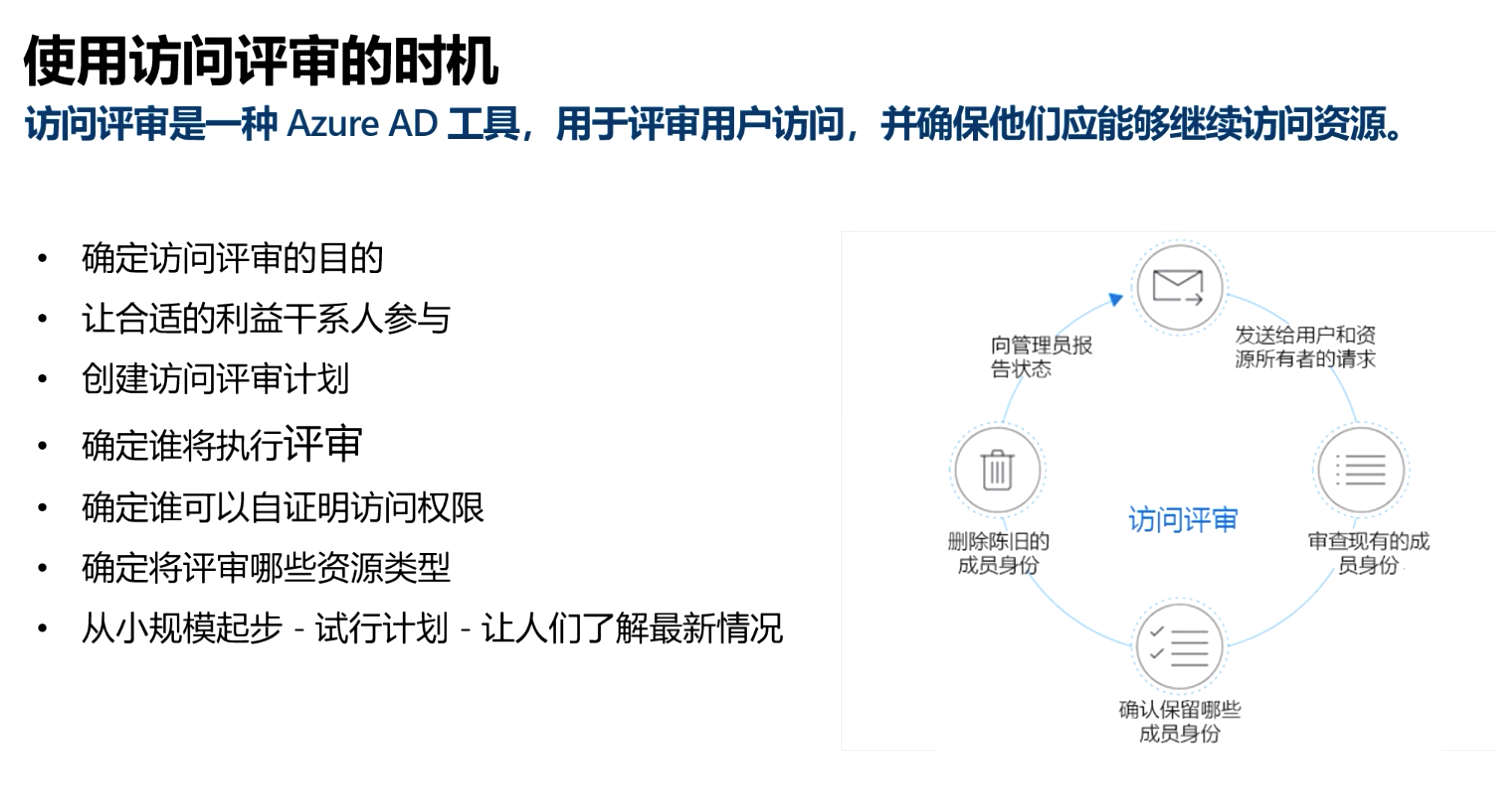 使用访问评审的时机
访问评审是一种 Azure AD 工具，用于评审用户访问，并确保他们应能够继续访问资源。
• 确定访问评审的目的
• 让合适的利益干系人参与
• 创建访问评审计划
• 确定谁将执行评审
• 确定谁可以自证明访问权限
• 确定将评审哪些资源类型
• 从小规模起步 - 试行计划 - 让人们了解最新情况
发送给用户和资
源所有者的请求
向管理员报
告状态
访问评审
删除陈旧的
成员身份
审查现有的成
员身份
确认保留哪些
成员身份